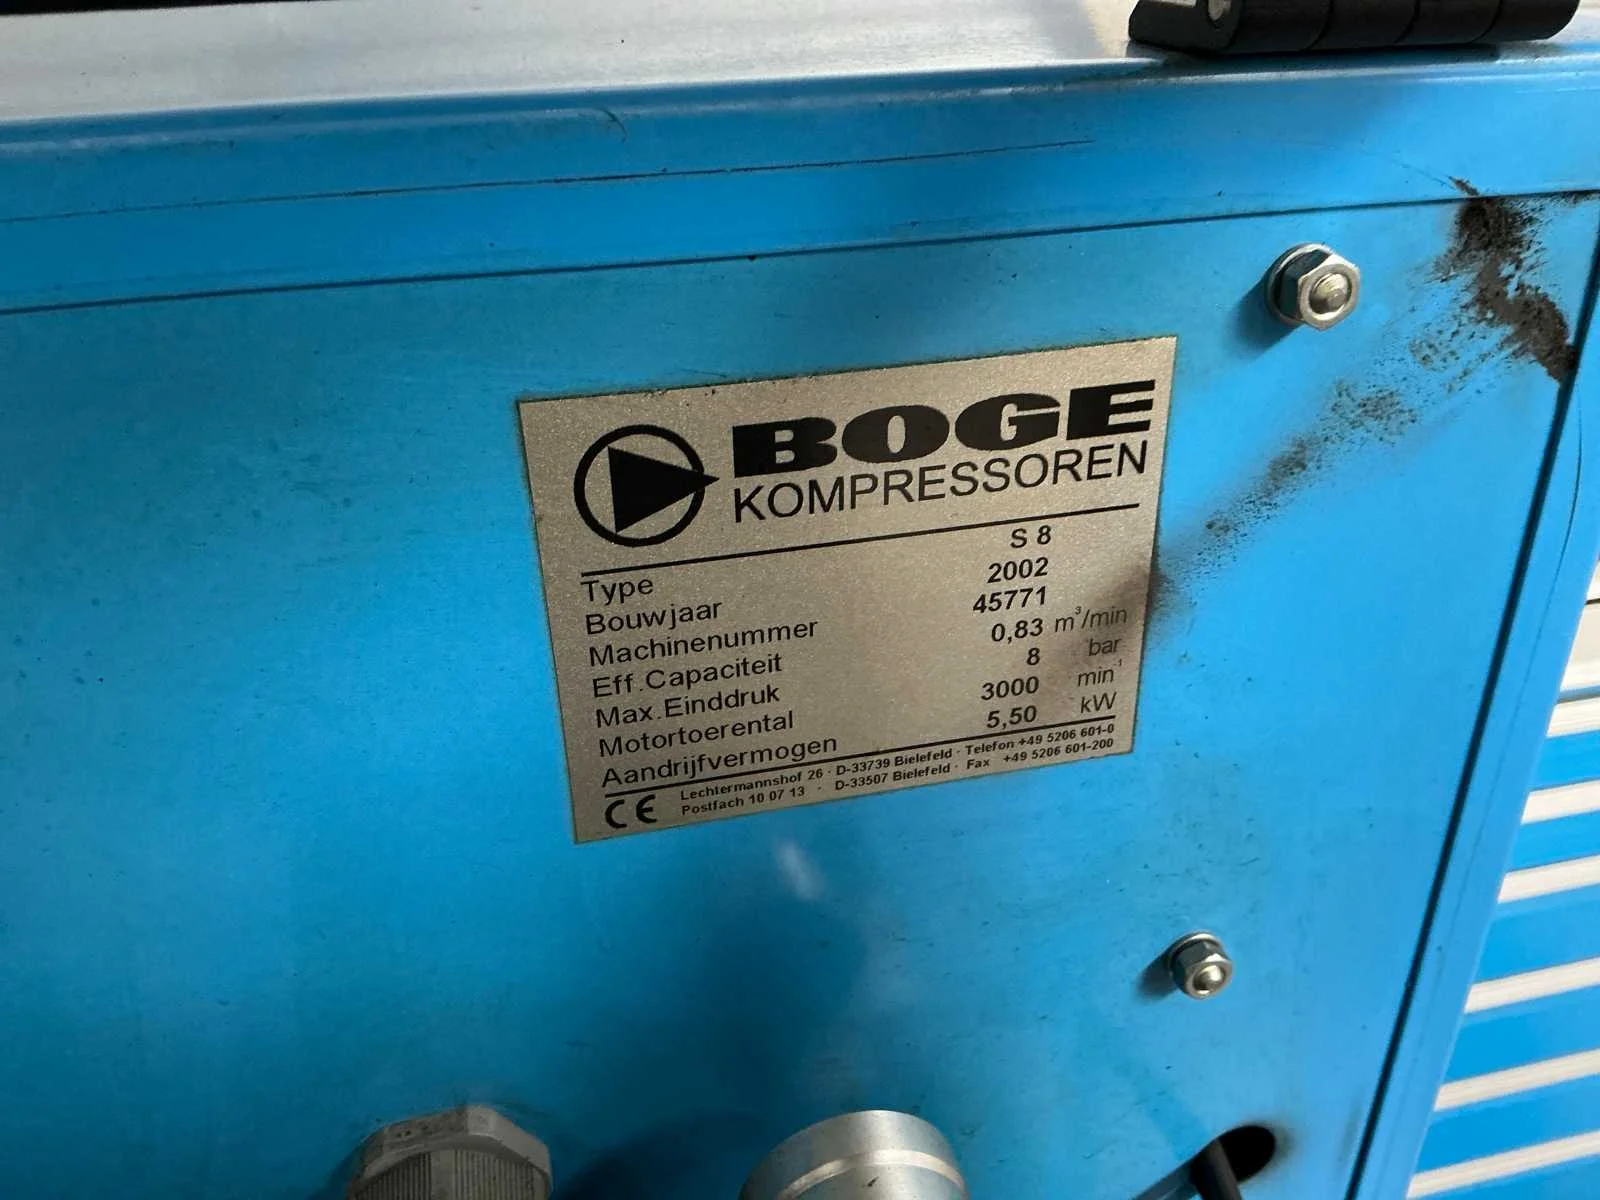 BOGE
KOMPRESSOREN
Type S 8
Bouwjaar 2002
Machinenummer 45771
Eff.Capaciteit 0,83 m³/min
Max.Einddruk 8 bar
Motortoerental 3000 min⁻¹
Aandrijfvermogen 5,50 kW
CE Lechtermannshof 26 · D-33739 Bielefeld · Telefon +49 5206 601-0
Postfach 10 07 13 · D-33507 Bielefeld · Fax +49 5206 601-200